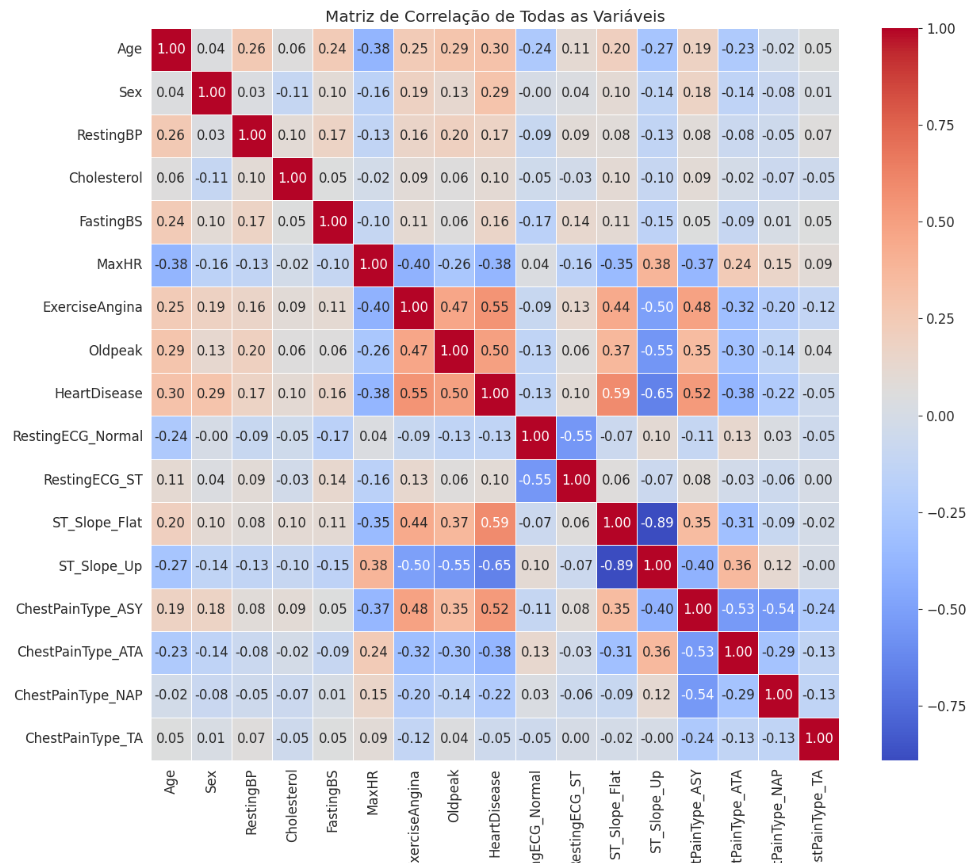 Matriz de Correlação de Todas as Variáveis
Age 1.00 0.04 0.26 0.06 0.24 -0.38 0.25 0.29 0.30 -0.24 0.11 0.20 -0.27 0.19 -0.23 -0.02 0.05
Sex 0.04 1.00 0.03 -0.11 0.10 -0.16 0.19 0.13 0.29 -0.00 0.04 0.10 -0.14 0.18 -0.14 -0.08 0.01
RestingBP 0.26 0.03 1.00 0.10 0.17 -0.13 0.16 0.20 0.17 -0.09 0.09 0.08 -0.13 0.08 -0.08 -0.05 0.07
Cholesterol 0.06 -0.11 0.10 1.00 0.05 -0.02 0.09 0.06 0.10 -0.05 -0.03 0.10 -0.10 0.09 -0.02 -0.07 -0.05
FastingBS 0.24 0.10 0.17 0.05 1.00 -0.10 0.11 0.06 0.16 -0.17 0.14 0.11 -0.15 0.05 -0.09 0.01 0.05
MaxHR -0.38 -0.16 -0.13 -0.02 -0.10 1.00 -0.40 -0.26 -0.38 0.04 -0.16 -0.35 0.38 -0.37 0.24 0.15 0.09
ExerciseAngina 0.25 0.19 0.16 0.09 0.11 -0.40 1.00 0.47 0.55 -0.09 0.13 0.44 -0.50 0.48 -0.32 -0.20 -0.12
Oldpeak 0.29 0.13 0.20 0.06 0.06 -0.26 0.47 1.00 0.50 -0.13 0.06 0.37 -0.55 0.35 -0.30 -0.14 0.04
HeartDisease 0.30 0.29 0.17 0.10 0.16 -0.38 0.55 0.50 1.00 -0.13 0.10 0.59 -0.65 0.52 -0.38 -0.22 -0.05
RestingECG_Normal -0.24 -0.00 -0.09 -0.05 -0.17 0.04 -0.09 -0.13 -0.13 1.00 -0.55 -0.07 0.10 -0.11 0.13 0.03 -0.05
RestingECG_ST 0.11 0.04 0.09 -0.03 0.14 -0.16 0.13 0.06 0.10 -0.55 1.00 0.06 -0.07 0.08 -0.03 -0.06 0.00
ST_Slope_Flat 0.20 0.10 0.08 0.10 0.11 -0.35 0.44 0.37 0.59 -0.07 0.06 1.00 -0.89 0.35 -0.31 -0.09 -0.02
ST_Slope_Up -0.27 -0.14 -0.13 -0.10 -0.15 0.38 -0.50 -0.55 -0.65 0.10 -0.07 -0.89 1.00 -0.40 0.36 0.12 -0.00
ChestPainType_ASY 0.19 0.18 0.08 0.09 0.05 -0.37 0.48 0.35 0.52 -0.11 0.08 0.35 -0.40 1.00 -0.53 -0.54 -0.24
ChestPainType_ATA -0.23 -0.14 -0.08 -0.02 -0.09 0.24 -0.32 -0.30 -0.38 0.13 -0.03 -0.31 0.36 -0.53 1.00 -0.29 -0.13
ChestPainType_NAP -0.02 -0.08 -0.05 -0.07 0.01 0.15 -0.20 -0.14 -0.22 0.03 -0.06 -0.09 0.12 -0.54 -0.29 1.00 -0.13
ChestPainType_TA 0.05 0.01 0.07 -0.05 0.05 0.09 -0.12 0.04 -0.05 -0.05 0.00 -0.02 -0.00 -0.24 -0.13 -0.13 1.00
Age
Sex
RestingBP
Cholesterol
FastingBS
MaxHR
xerciseAngina
Oldpeak
HeartDisease
ngECG_Normal
RestingECG_ST
ST_Slope_Flat
ST_Slope_Up
tPainType_ASY
tPainType_ATA
tPainType_NAP
stPainType_TA
1.00
0.75
0.50
0.25
0.00
−0.25
−0.50
−0.75